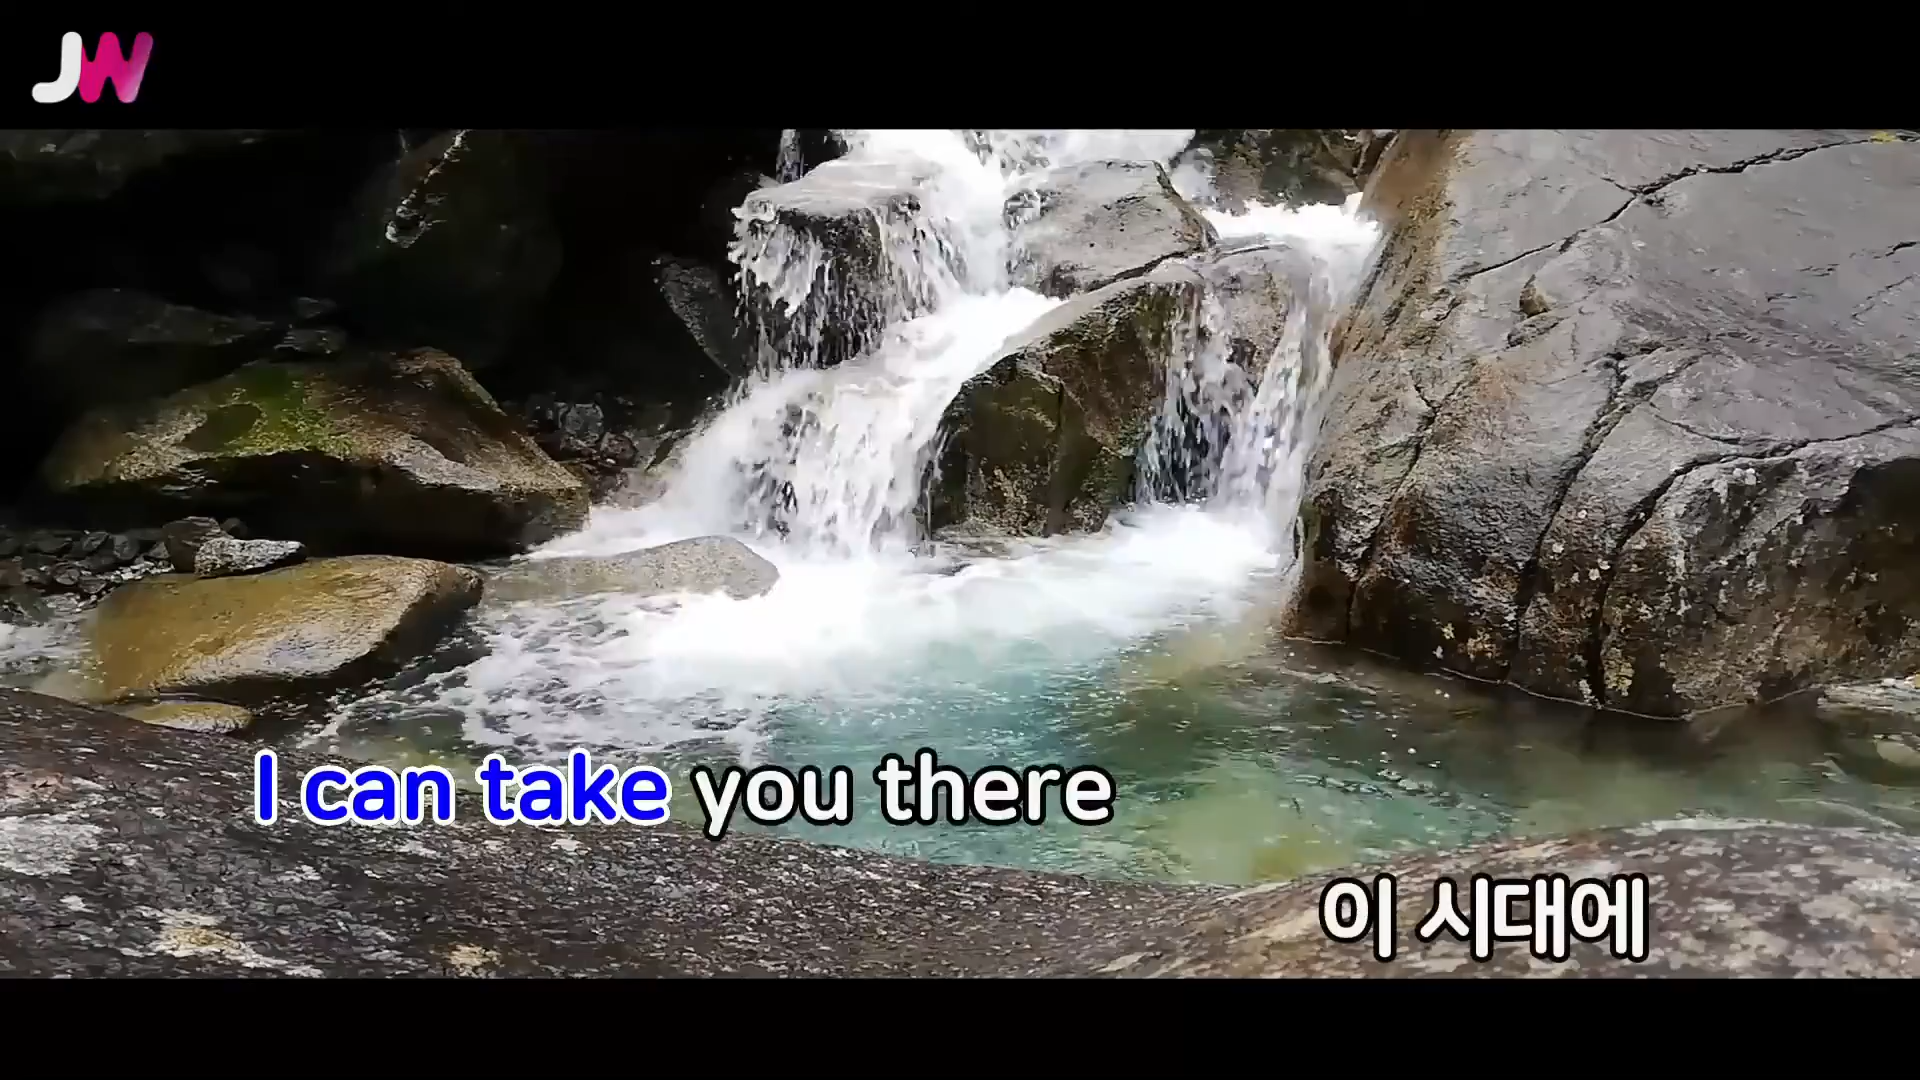 JW
I can take you there
이 시대에